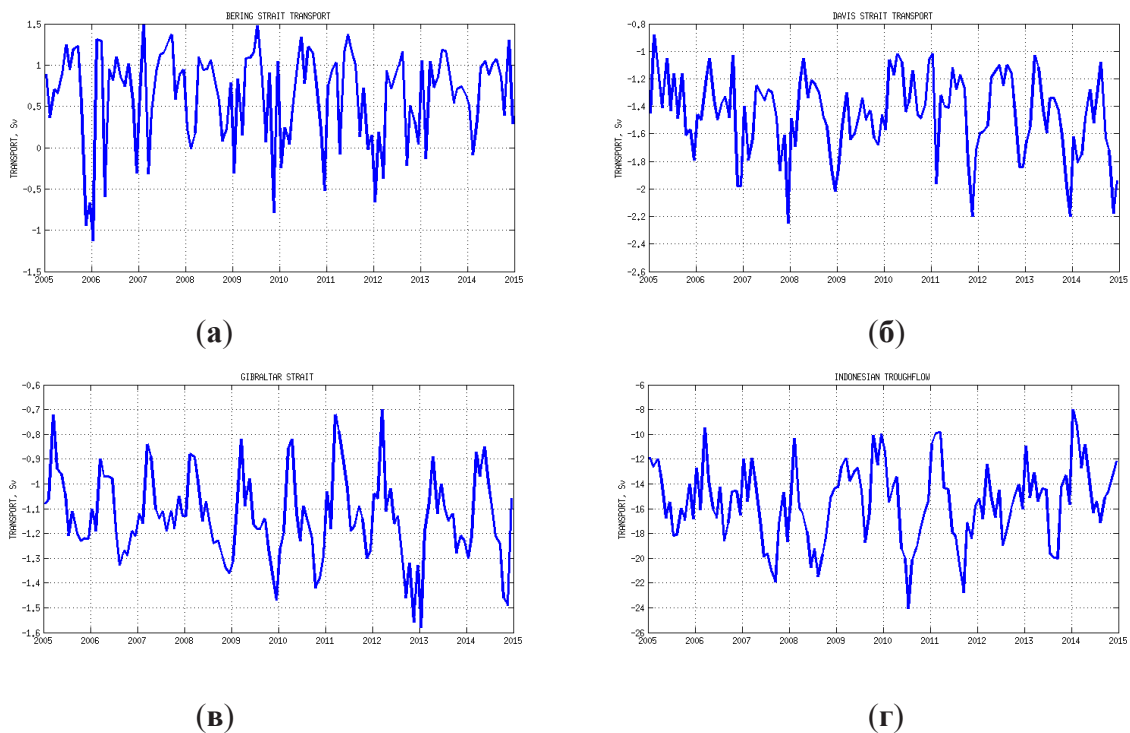 BERING STRAIT TRANSPORT
TRANSPORT, Sv
1.5
1
0.5
0
-0.5
-1
-1.5
2005 2006 2007 2008 2009 2010 2011 2012 2013 2014 2015
(а)
DAVIS STRAIT TRANSPORT
TRANSPORT, Sv
-0.8
-1
-1.2
-1.4
-1.6
-1.8
-2
-2.2
-2.4
-2.6
2005 2006 2007 2008 2009 2010 2011 2012 2013 2014 2015
(б)
GIBRALTAR STRAIT
TRANSPORT, Sv
-0.6
-0.7
-0.8
-0.9
-1
-1.1
-1.2
-1.3
-1.4
-1.5
-1.6
2005 2006 2007 2008 2009 2010 2011 2012 2013 2014 2015
(в)
INDONESIAN TROUGHFLOW
TRANSPORT, Sv
-6
-8
-10
-12
-14
-16
-18
-20
-22
-24
-26
2005 2006 2007 2008 2009 2010 2011 2012 2013 2014 2015
(г)